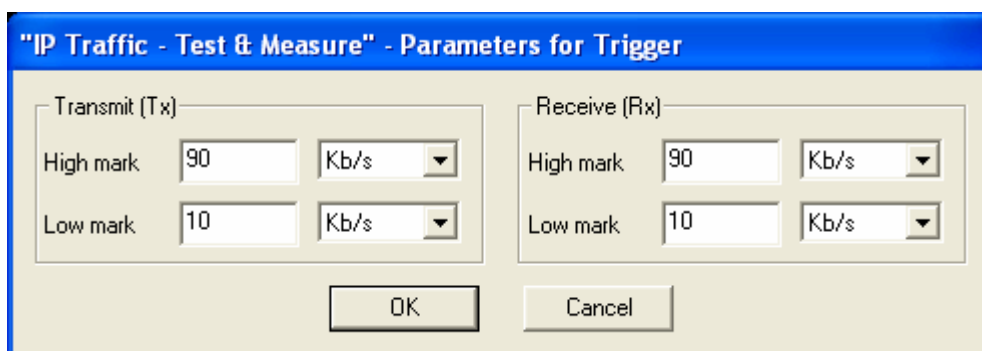 "IP Traffic - Test & Measure" - Parameters for Trigger
Transmit (Tx)
High mark 90 Kb/s
Low mark 10 Kb/s
Receive (Rx)
High mark 90 Kb/s
Low mark 10 Kb/s
OK Cancel